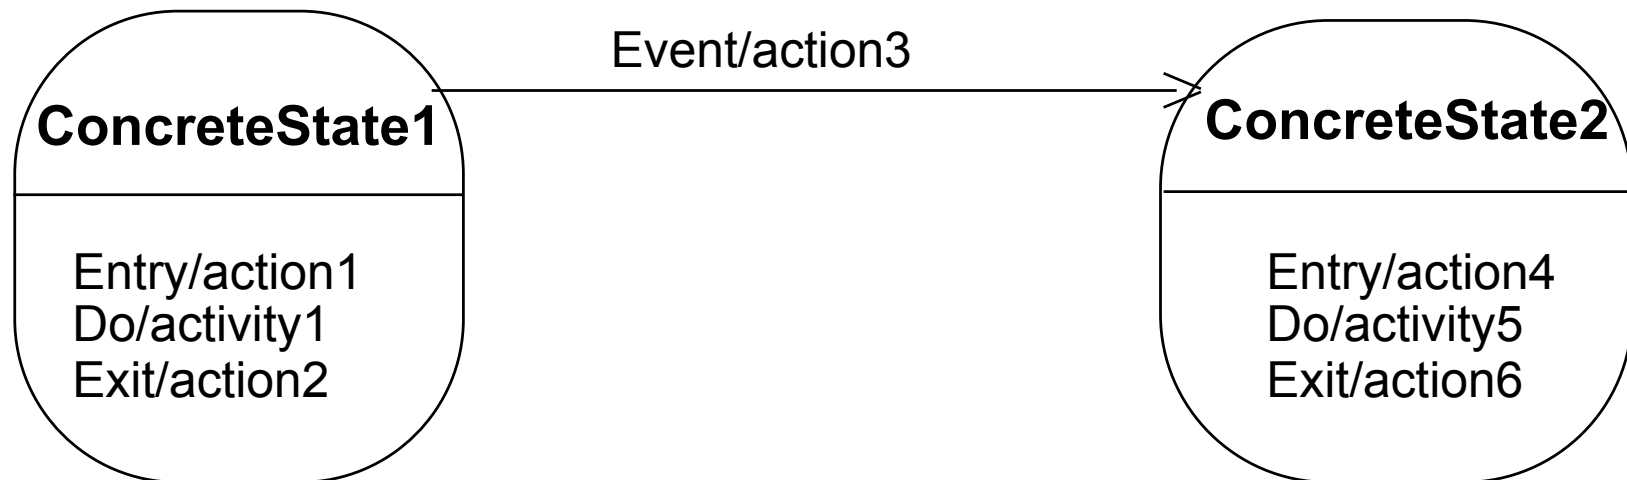 Event/action3
ConcreteState1
ConcreteState2
Entry/action1
Do/activity1
Exit/action2
Entry/action4
Do/activity5
Exit/action6